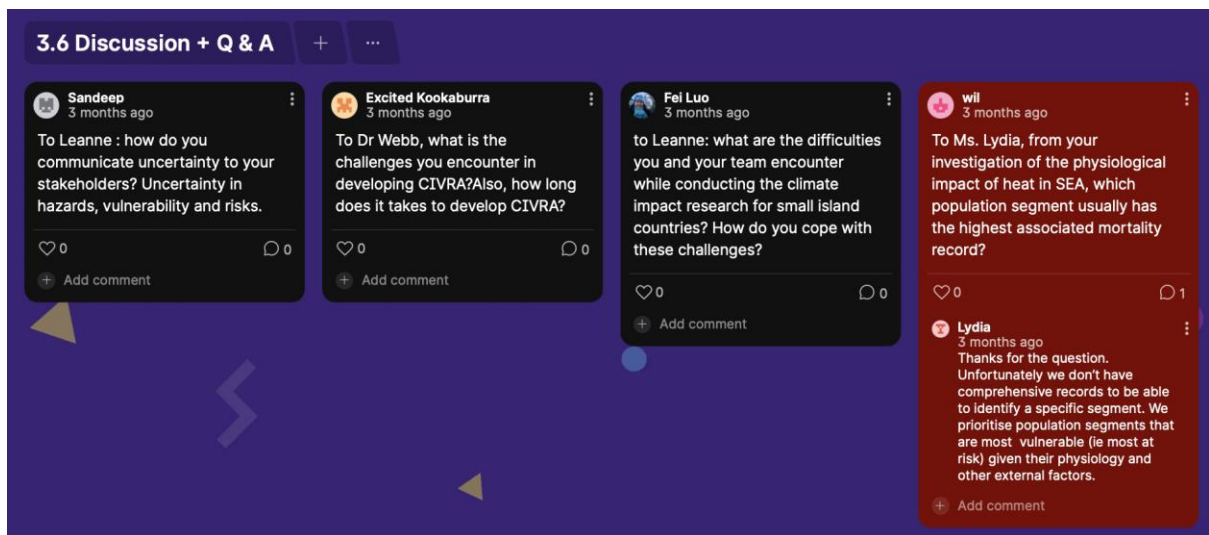 3.6 Discussion + Q & A
+
...
Sandeep
3 months ago
To Leanne : how do you
communicate uncertainty to your
stakeholders? Uncertainty in
hazards, vulnerability and risks.
0
0
+ Add comment
Excited Kookaburra
3 months ago
To Dr Webb, what is the
challenges you encounter in
developing CIVRA?Also, how long
does it takes to develop CIVRA?
0
0
+ Add comment
Fei Luo
3 months ago
to Leanne: what are the difficulties
you and your team encounter
while conducting the climate
impact research for small island
countries? How do you cope with
these challenges?
0
0
+ Add comment
wil
3 months ago
To Ms. Lydia, from your
investigation of the physiological
impact of heat in SEA, which
population segment usually has
the highest associated mortality
record?
0
1
Lydia
3 months ago
Thanks for the question.
Unfortunately we don't have
comprehensive records to be able
to identify a specific segment. We
prioritise population segments that
are most vulnerable (ie most at
risk) given their physiology and
other external factors.
+ Add comment